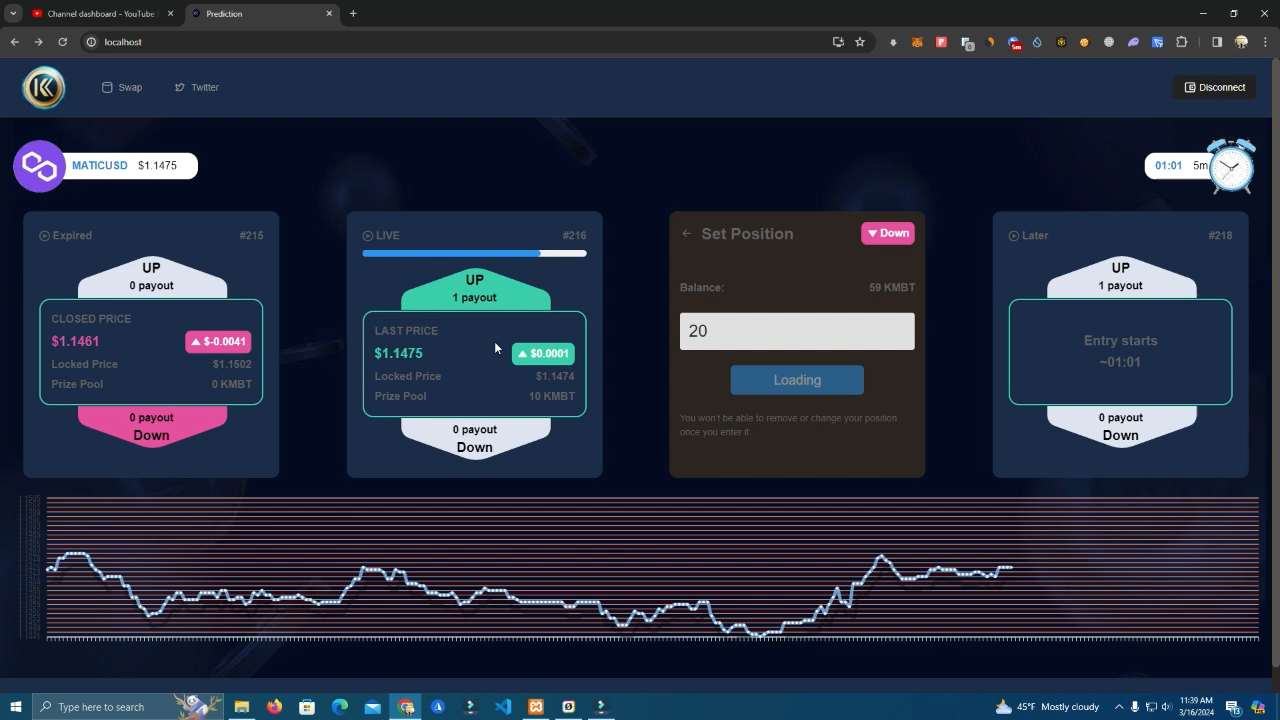 Channel dashboard - YouTube
Prediction
localhost
Swap
Twitter
Disconnect
MATICUSD $1.1475
01:01 5m
Expired #215
UP
0 payout
CLOSED PRICE
$1.1461 $-0.0041
Locked Price $1.1502
Prize Pool 0 KMBT
0 payout
Down
LIVE #216
UP
1 payout
LAST PRICE
$1.1475 $0.0001
Locked Price $1.1474
Prize Pool 10 KMBT
0 payout
Down
Set Position Down
Balance: 59 KMBT
20
Loading
You won't be able to remove or change your position
once you enter it.
Later #218
UP
1 payout
Entry starts
~01:01
0 payout
Down
Type here to search
45°F Mostly cloudy
11:39 AM
3/16/2024